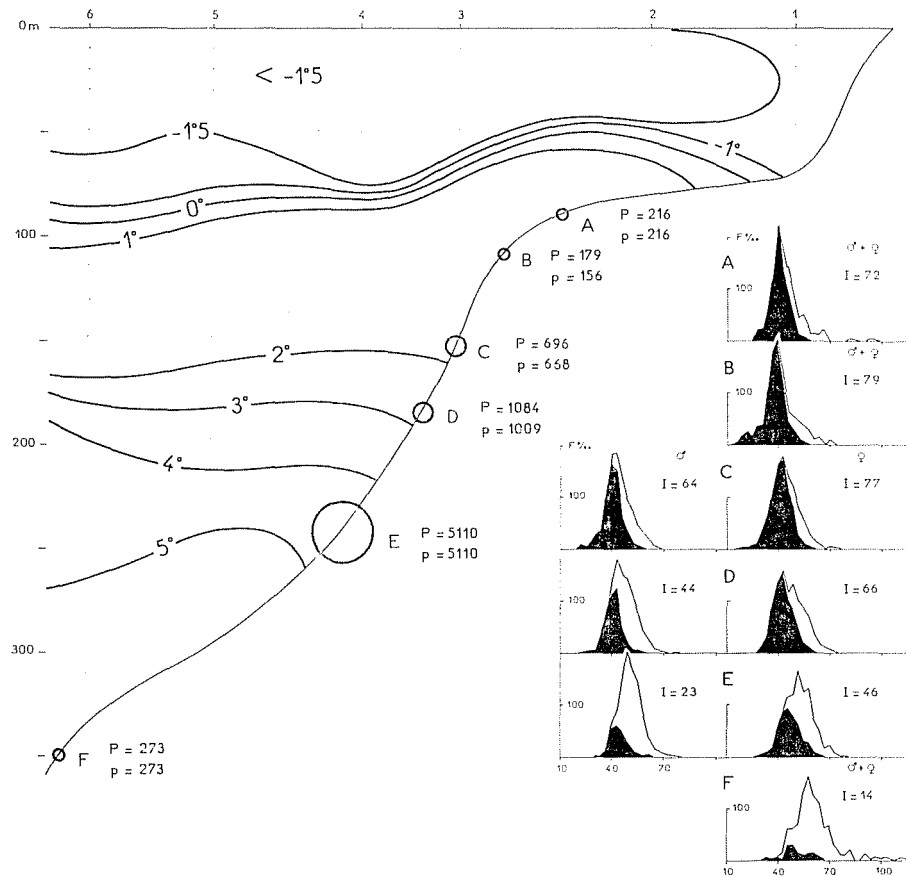 0m 6 5 4 3 2 1
< -1°5
-1°5
-1°
0°
1°
100
A P = 216
p = 216
B P = 179
p = 156
2°
C P = 696
p = 668
3°
D P = 1084
p = 1009
200
4°
E P = 5110
p = 5110
5°
300
F P = 273
p = 273
F‰
A ♂+♀
I = 72
100
B ♂+♀
I = 79
100
F‰
♂ C ♀
I = 64 I = 77
100
D
I = 44 I = 66
100
E
I = 23 I = 46
100
10 40 70
F ♂+♀
I = 14
100
10 40 70 100